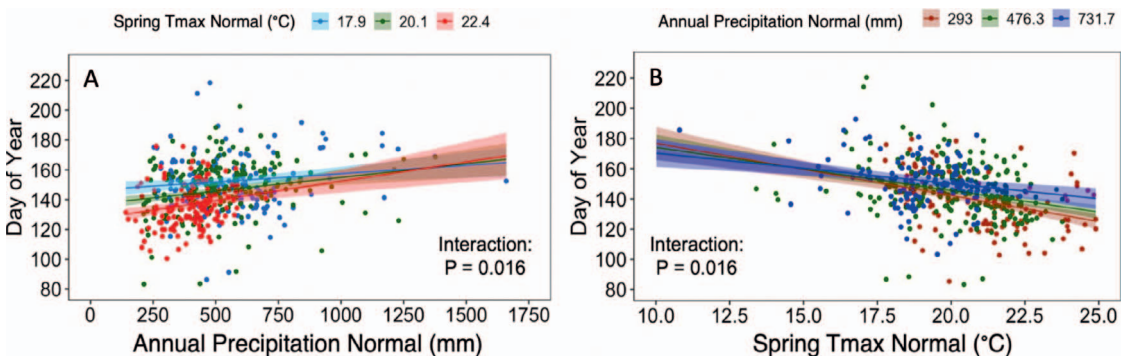 Spring Tmax Normal (°C) 17.9 20.1 22.4
A
220
200
180
160
140
120
100
80
Day of Year
Interaction:
P = 0.016
0 250 500 750 1000 1250 1500 1750
Annual Precipitation Normal (mm)
Annual Precipitation Normal (mm) 293 476.3 731.7
B
220
200
180
160
140
120
100
80
Day of Year
Interaction:
P = 0.016
10.0 12.5 15.0 17.5 20.0 22.5 25.0
Spring Tmax Normal (°C)